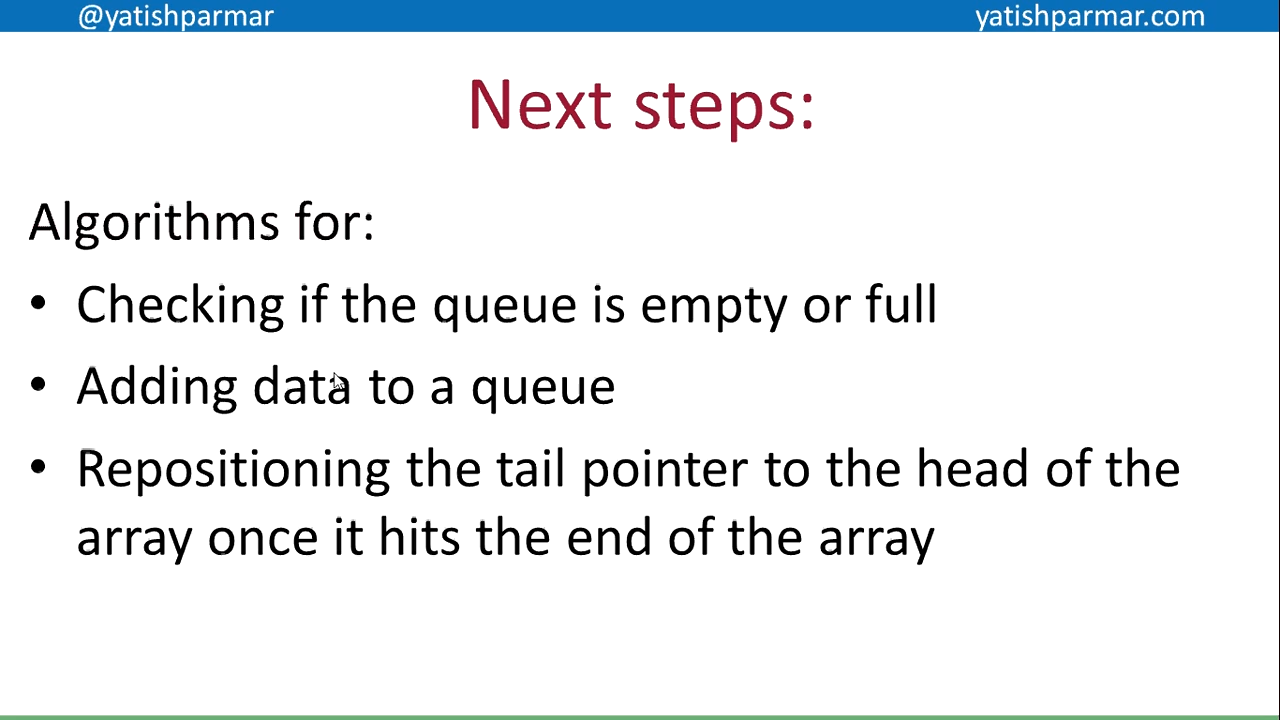 @yatishparmar
yatishparmar.com
Next steps:
Algorithms for:
• Checking if the queue is empty or full
• Adding data to a queue
• Repositioning the tail pointer to the head of the
array once it hits the end of the array